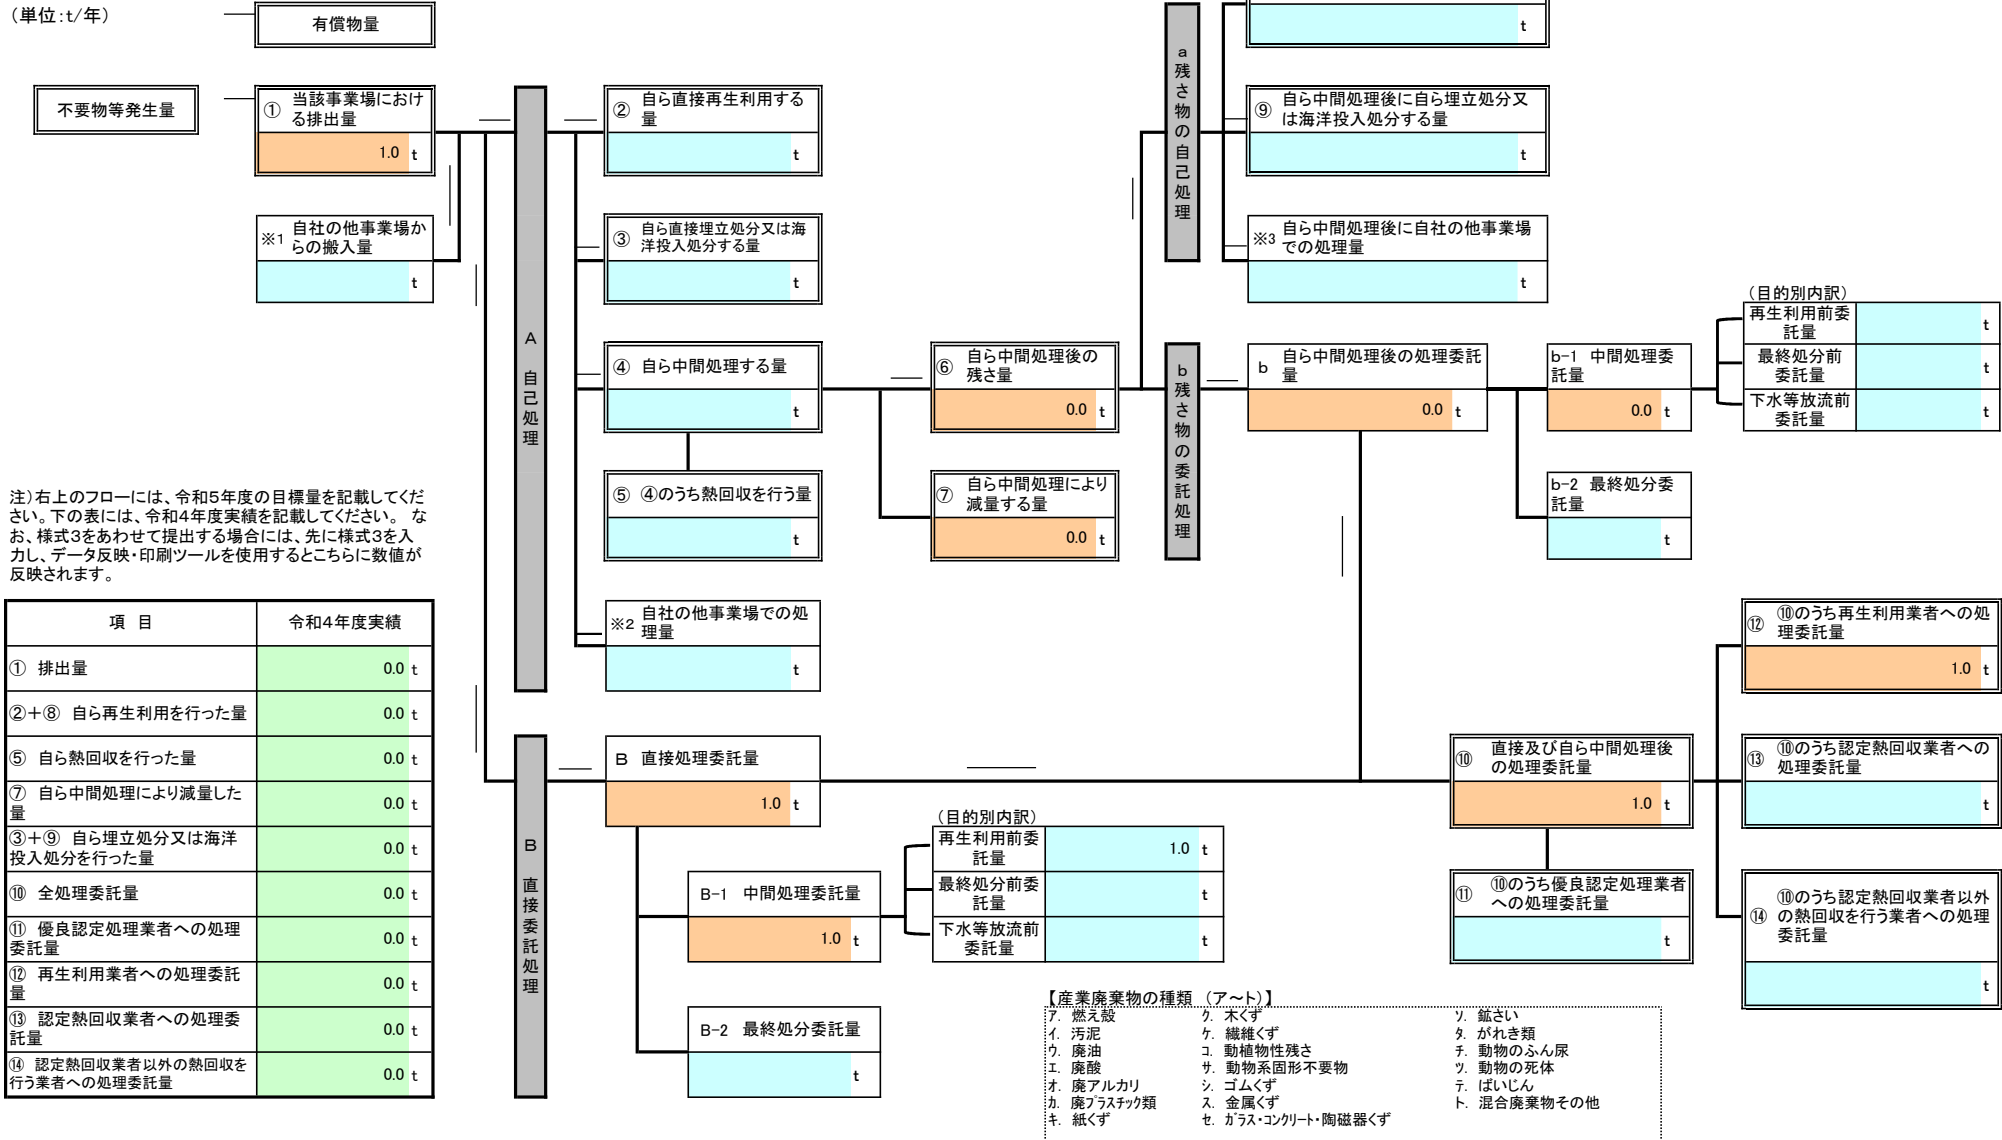 （単位：t/年）
有償物量
t
不要物等発生量
① 当該事業場におけ
る排出量
1.0 t
※1 自社の他事業場か
らの搬入量
t
A 自己処理
② 自ら直接再生利用する
量
t
③ 自ら直接埋立処分又は海
洋投入処分する量
t
④ 自ら中間処理する量
t
⑤ ④のうち熱回収を行う量
t
※2 自社の他事業場での処
理量
t
⑥ 自ら中間処理後の
残さ量
0.0 t
⑦ 自ら中間処理により
減量する量
0.0 t
a残さ物の自己処理
⑨ 自ら中間処理後に自ら埋立処分又
は海洋投入処分する量
t
※3 自ら中間処理後に自社の他事業場
での処理量
t
b残さ物の委託処理
b 自ら中間処理後の処理委託
量
0.0 t
b-1 中間処理委
託量
0.0 t
b-2 最終処分委
託量
t
（目的別内訳）
再生利用前委
託量
t
最終処分前
委託量
t
下水等放流前
委託量
t
注）右上のフローには、令和5年度の目標量を記載してくだ
さい。下の表には、令和4年度実績を記載してください。 な
お、様式3をあわせて提出する場合には、先に様式3を入
力し、データ反映・印刷ツールを使用するとこちらに数値が
反映されます。
項 目 令和4年度実績
① 排出量 0.0 t
②＋⑧ 自ら再生利用を行った量 0.0 t
⑤ 自ら熱回収を行った量 0.0 t
⑦ 自ら中間処理により減量した
量 0.0 t
③＋⑨ 自ら埋立処分又は海洋
投入処分を行った量 0.0 t
⑩ 全処理委託量 0.0 t
⑪ 優良認定処理業者への処理
委託量 0.0 t
⑫ 再生利用業者への処理委託
量 0.0 t
⑬ 認定熱回収業者への処理委
託量 0.0 t
⑭ 認定熱回収業者以外の熱回収を
行う業者への処理委託量 0.0 t
B 直接委託処理
B 直接処理委託量
1.0 t
B-1 中間処理委託量
1.0 t
B-2 最終処分委託量
t
（目的別内訳）
再生利用前委
託量
1.0 t
最終処分前委
託量
t
下水等放流前
委託量
t
⑩ 直接及び自ら中間処理後
の処理委託量
1.0 t
⑪ ⑩のうち優良認定処理業者
への処理委託量
t
⑫ ⑩のうち再生利用業者への処
理委託量
1.0 t
⑬ ⑩のうち認定熱回収業者への
処理委託量
t
⑭ ⑩のうち認定熱回収業者以外
の熱回収を行う業者への処理
委託量
t
【産業廃棄物の種類 （ア～ト）】
ア. 燃え殻 ク. 木くず ソ. 鉱さい
イ. 汚泥 ケ. 繊維くず タ. がれき類
ウ. 廃油 コ. 動植物性残さ チ. 動物のふん尿
エ. 廃酸 サ. 動物系固形不要物 ツ. 動物の死体
オ. 廃アルカリ シ. ゴムくず テ. ばいじん
カ. 廃プラスチック類 ス. 金属くず ト. 混合廃棄物その他
キ. 紙くず セ. ガラス・コンクリート・陶磁器くず